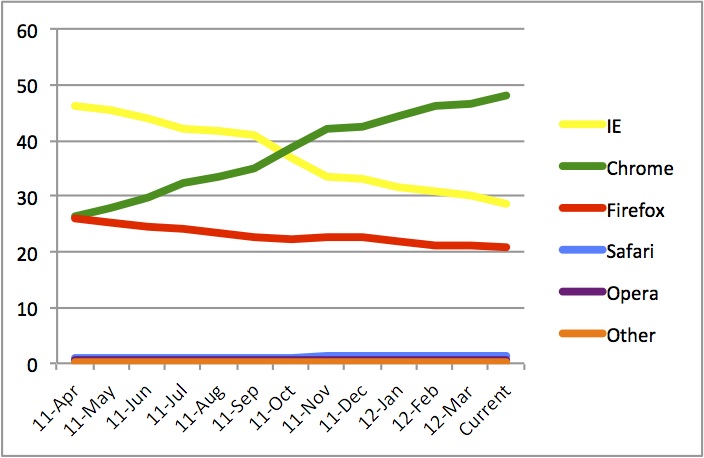 60
50
40
30
20
10
0
11-Apr
11-May
11-Jun
11-Jul
11-Aug
11-Sep
11-Oct
11-Nov
11-Dec
12-Jan
12-Feb
12-Mar
Current
IE
Chrome
Firefox
Safari
Opera
Other